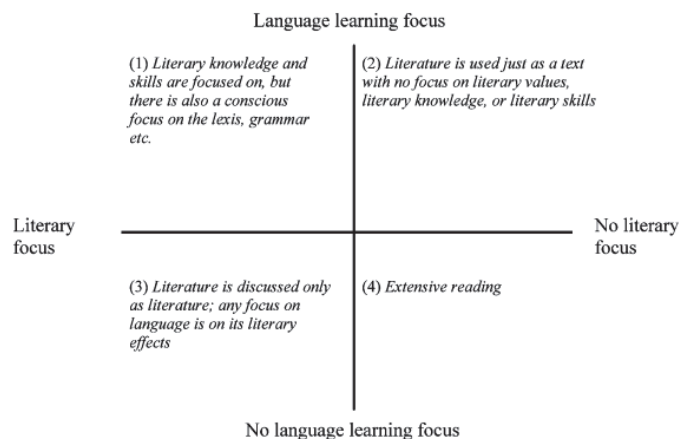 Language learning focus
(1) Literary knowledge and
skills are focused on, but
there is also a conscious
focus on the lexis, grammar
etc.
(2) Literature is used just as a text
with no focus on literary values,
literary knowledge, or literary skills
Literary
focus
No literary
focus
(3) Literature is discussed only
as literature; any focus on
language is on its literary
effects
(4) Extensive reading
No language learning focus